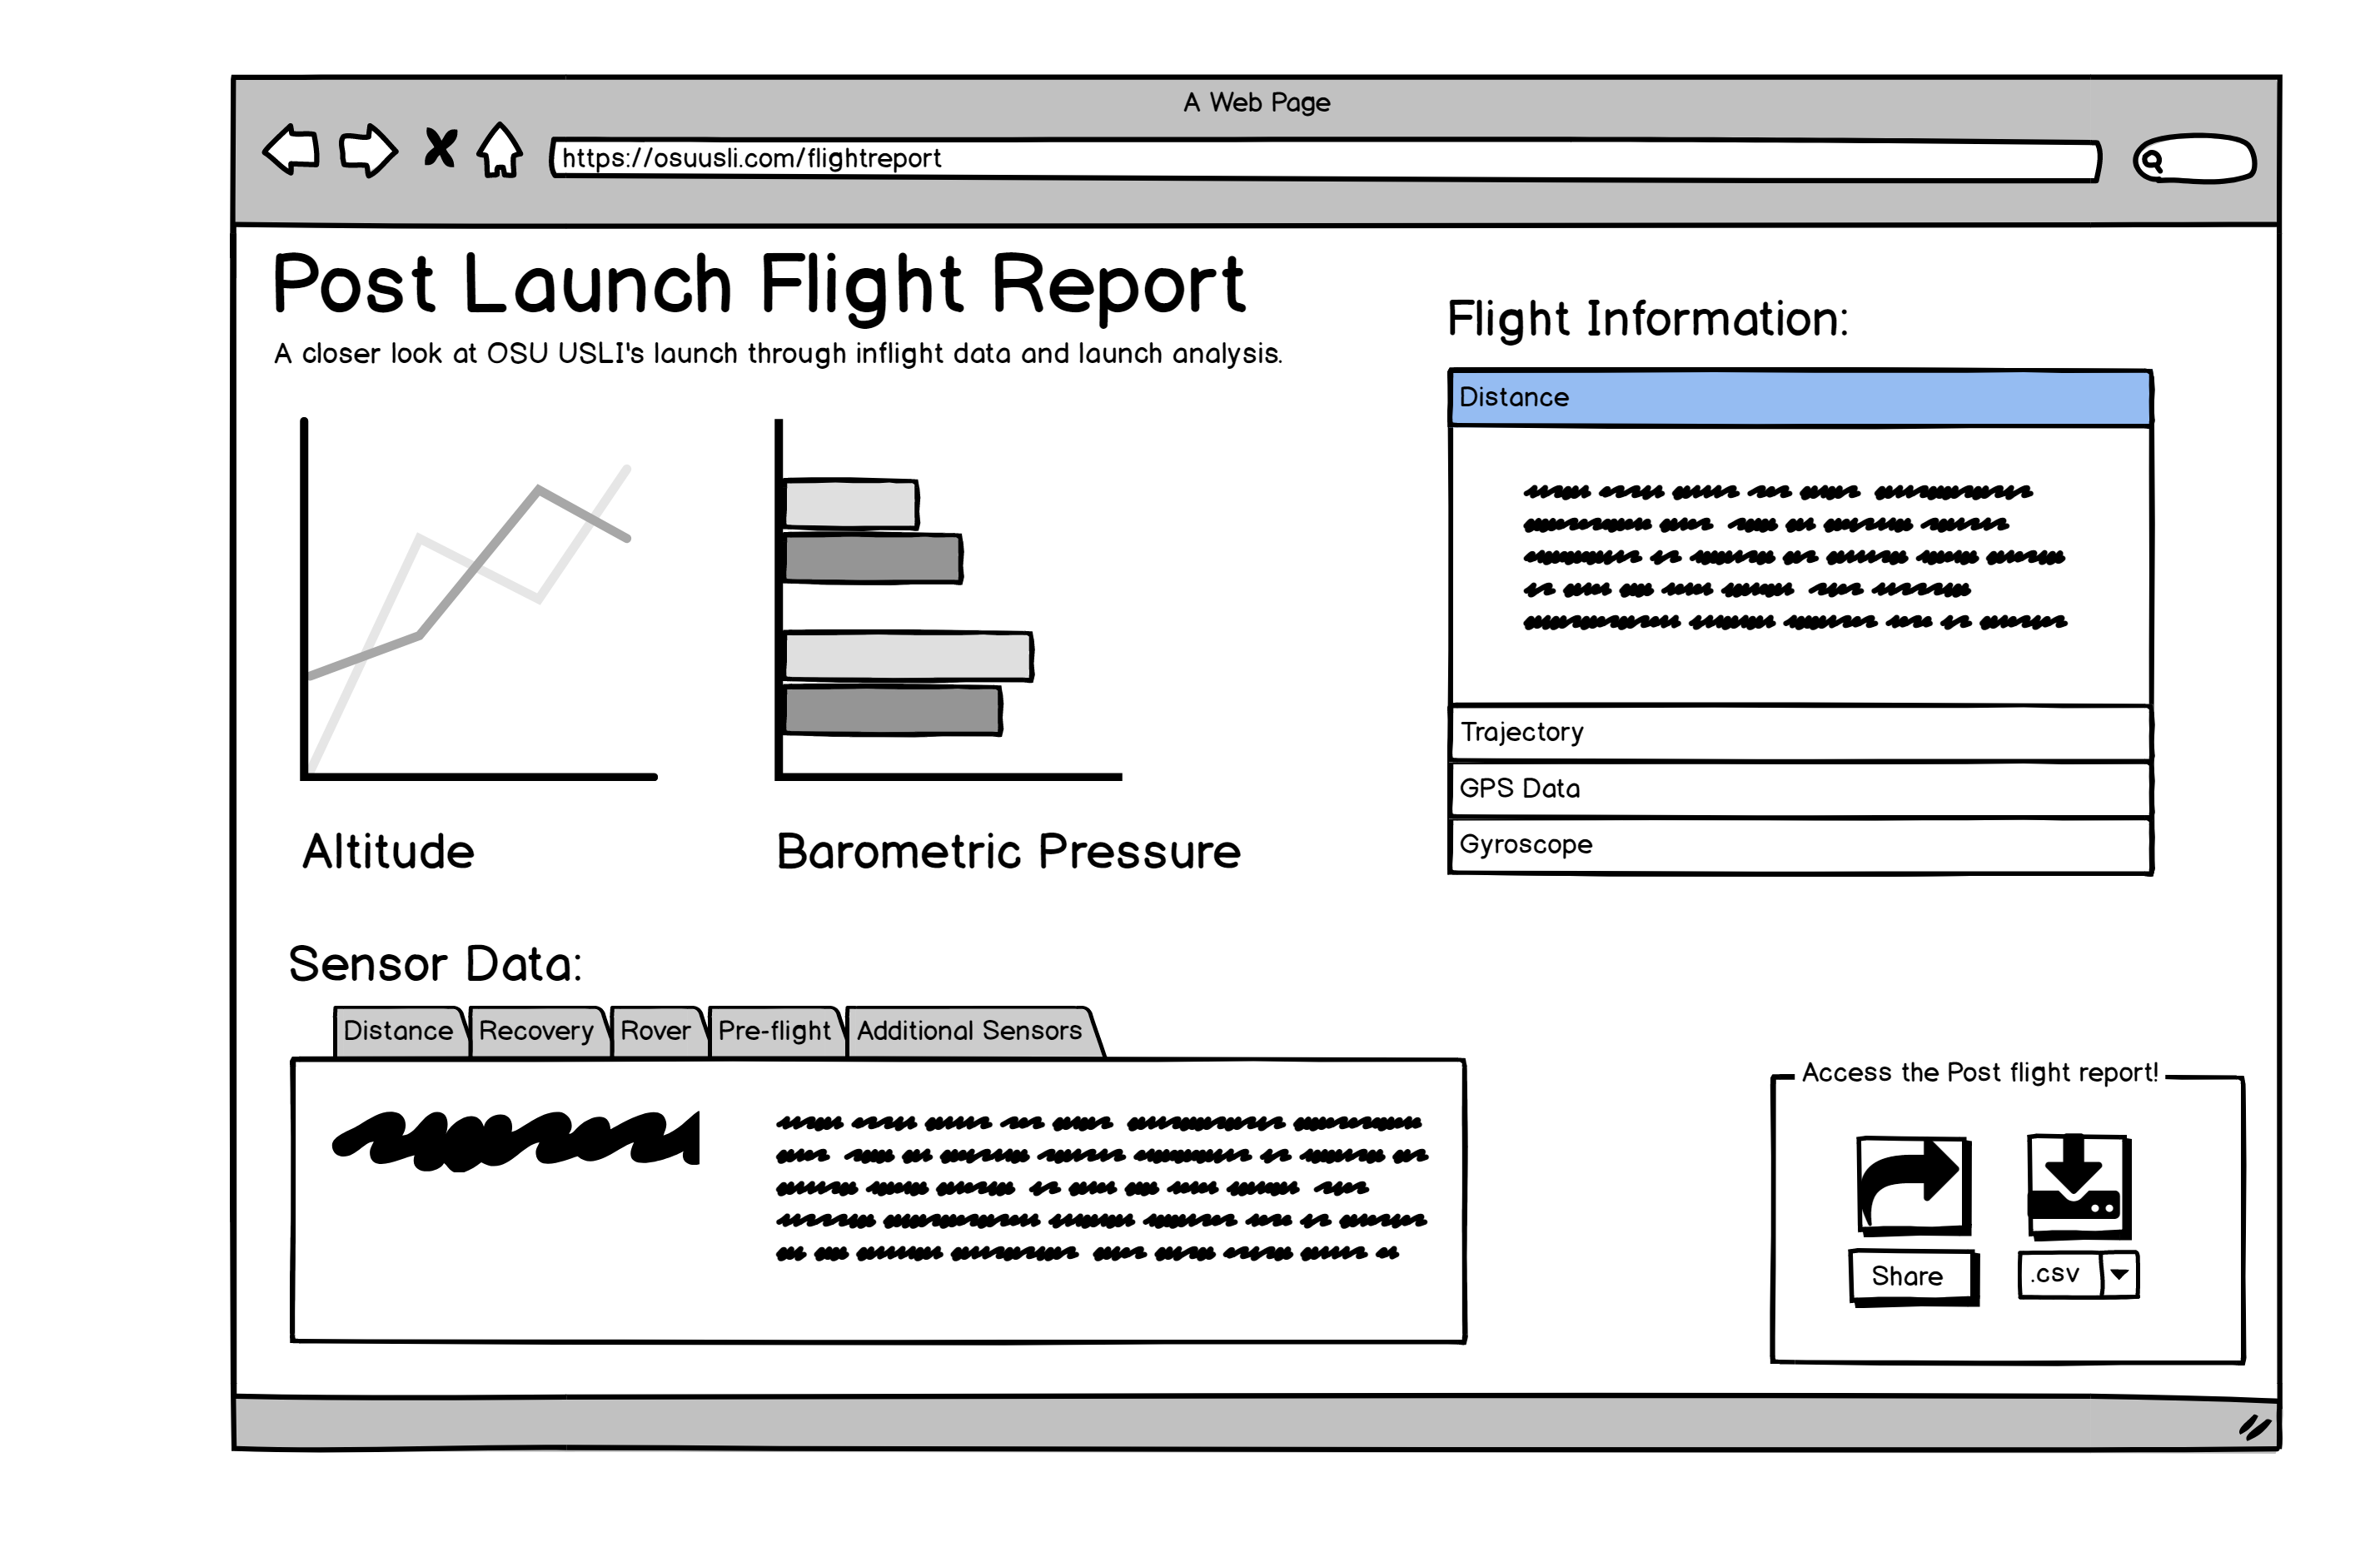 A Web Page
https://osuusli.com/flightreport
Post Launch Flight Report
A closer look at OSU USLI's launch through inflight data and launch analysis.
Altitude
Barometric Pressure
Flight Information:
Distance
Trajectory
GPS Data
Gyroscope
Sensor Data:
Distance Recovery Rover Pre-flight Additional Sensors
Access the Post flight report!
Share
.csv